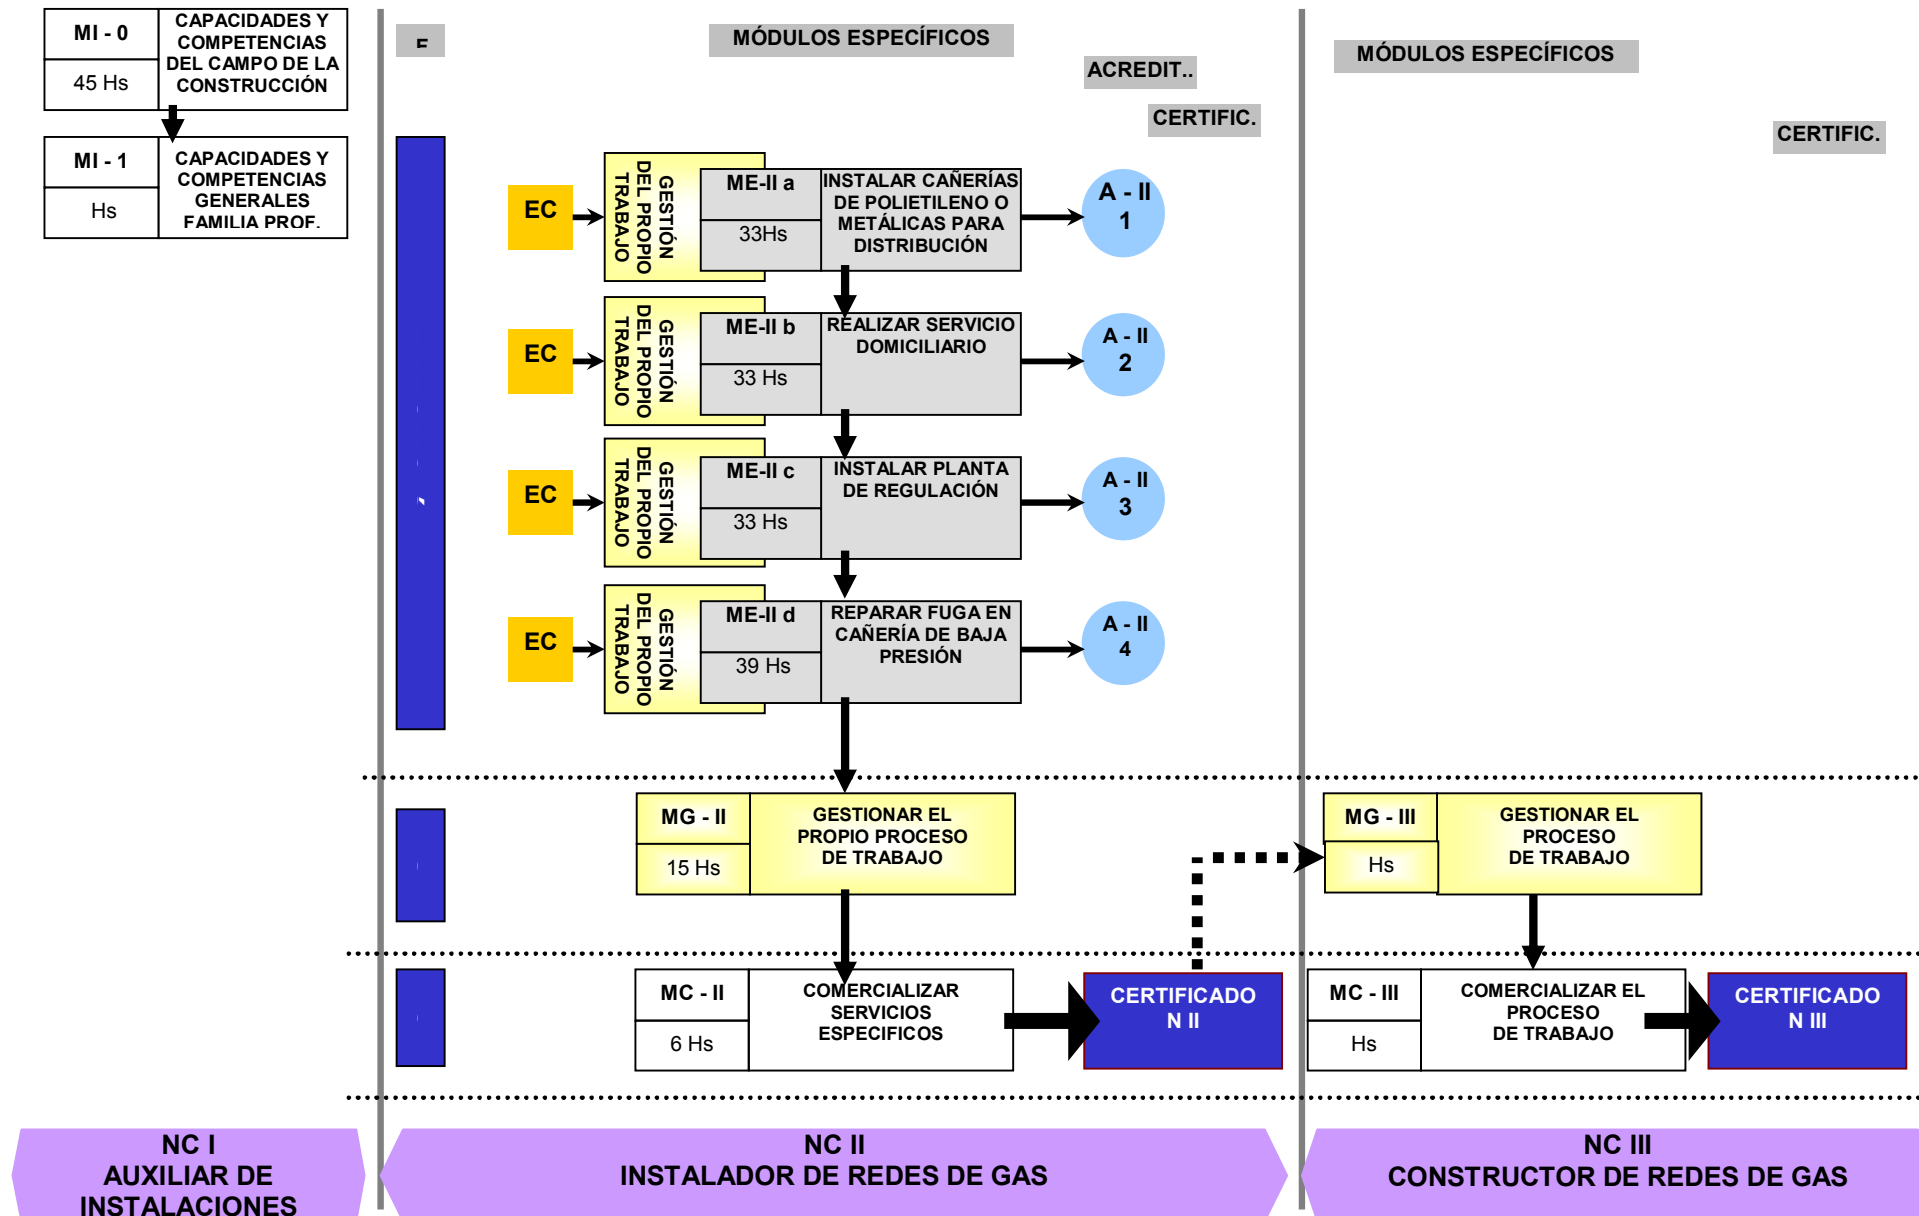 MI - 0
45 Hs
CAPACIDADES Y
COMPETENCIAS
DEL CAMPO DE LA
CONSTRUCCIÓN
MI - 1
Hs
CAPACIDADES Y
COMPETENCIAS
GENERALES
FAMILIA PROF.
MÓDULOS ESPECÍFICOS
ACREDIT..
CERTIFIC.
MÓDULOS ESPECÍFICOS
CERTIFIC.
EC
GESTIÓN
DEL PROPIO
TRABAJO
ME-II a
33Hs
INSTALAR CAÑERÍAS
DE POLIETILENO O
METÁLICAS PARA
DISTRIBUCIÓN
A - II
1
EC
GESTIÓN
DEL PROPIO
TRABAJO
ME-II b
33 Hs
REALIZAR SERVICIO
DOMICILIARIO
A - II
2
EC
GESTIÓN
DEL PROPIO
TRABAJO
ME-II c
33 Hs
INSTALAR PLANTA
DE REGULACIÓN
A - II
3
EC
GESTIÓN
DEL PROPIO
TRABAJO
ME-II d
39 Hs
REPARAR FUGA EN
CAÑERÍA DE BAJA
PRESIÓN
A - II
4
MG - II
15 Hs
GESTIONAR EL
PROPIO PROCESO
DE TRABAJO
MG - III
Hs
GESTIONAR EL
PROCESO
DE TRABAJO
MC - II
6 Hs
COMERCIALIZAR
SERVICIOS
ESPECIFICOS
CERTIFICADO
N II
MC - III
Hs
COMERCIALIZAR EL
PROCESO
DE TRABAJO
CERTIFICADO
N III
NC I
AUXILIAR DE
INSTALACIONES
NC II
INSTALADOR DE REDES DE GAS
NC III
CONSTRUCTOR DE REDES DE GAS